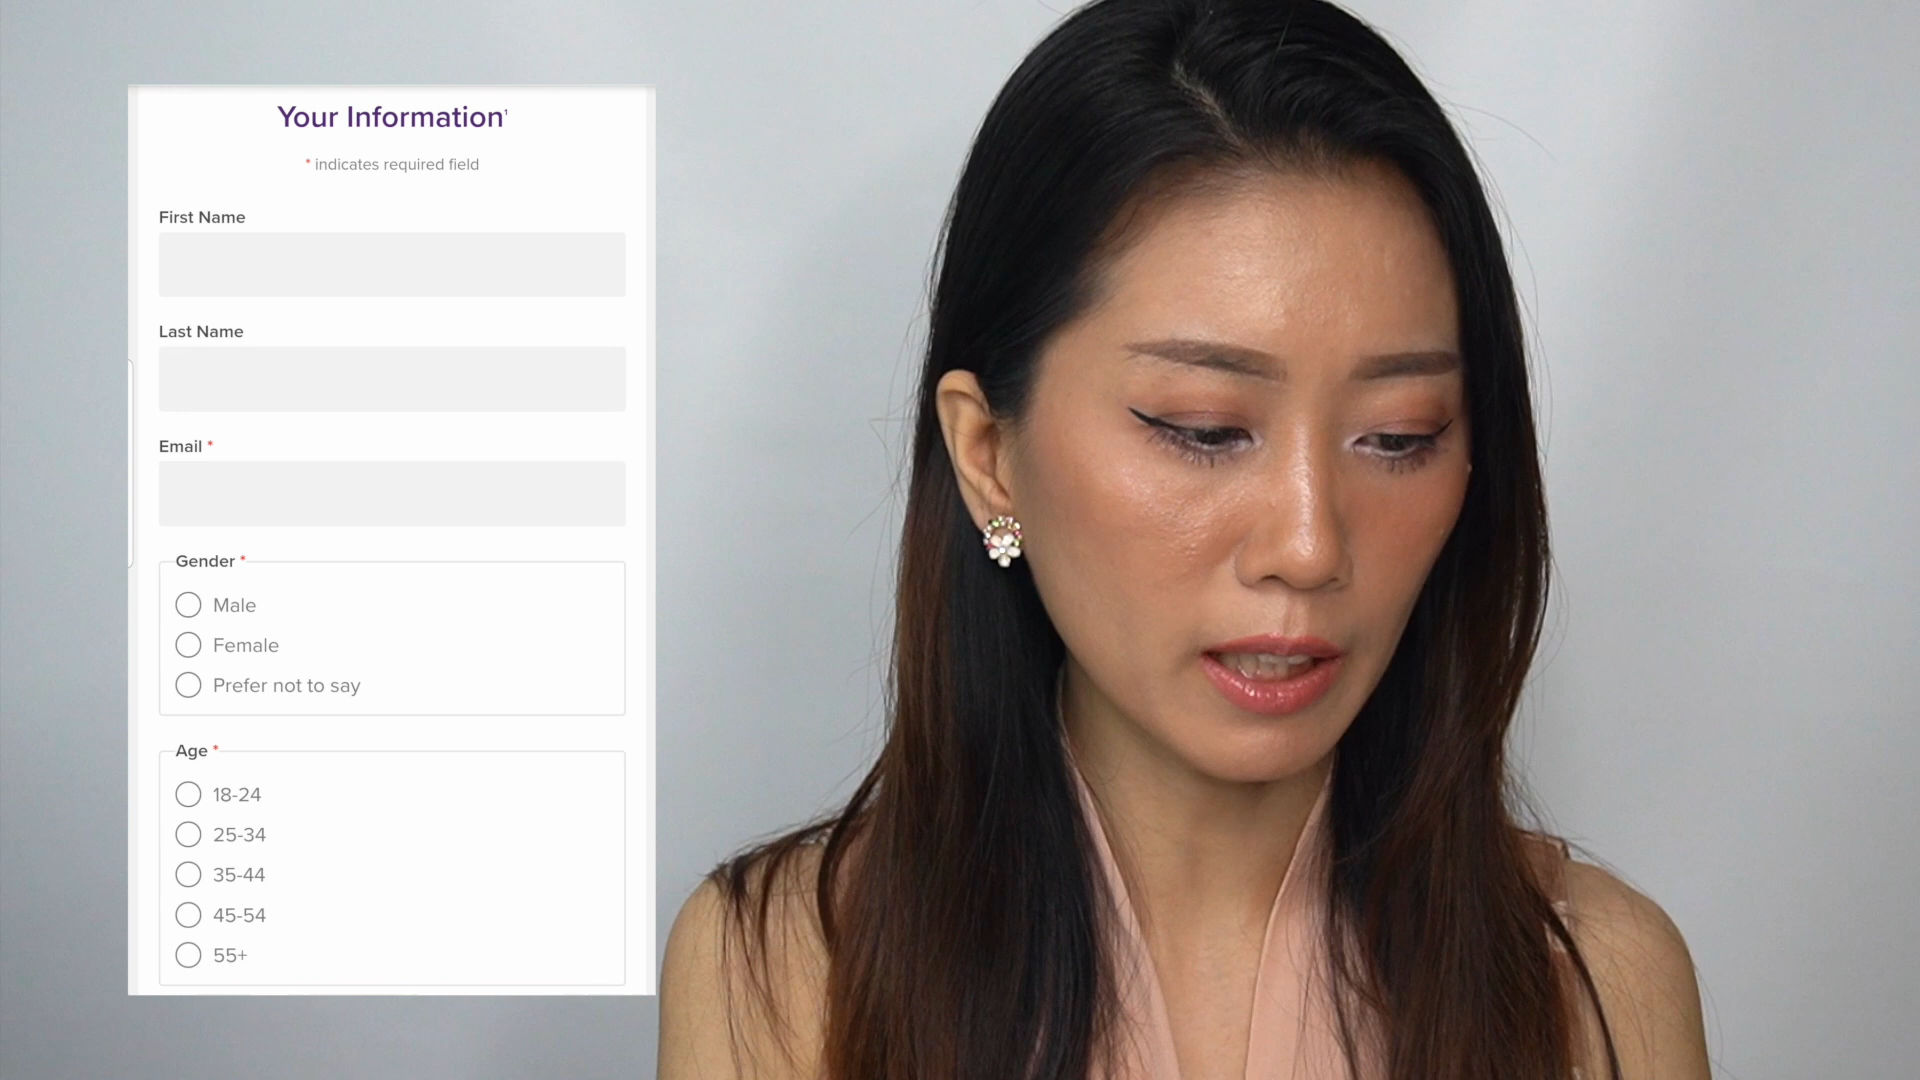 Your Information¹
* indicates required field
First Name
Last Name
Email *
Gender *
Male
Female
Prefer not to say
Age *
18-24
25-34
35-44
45-54
55+